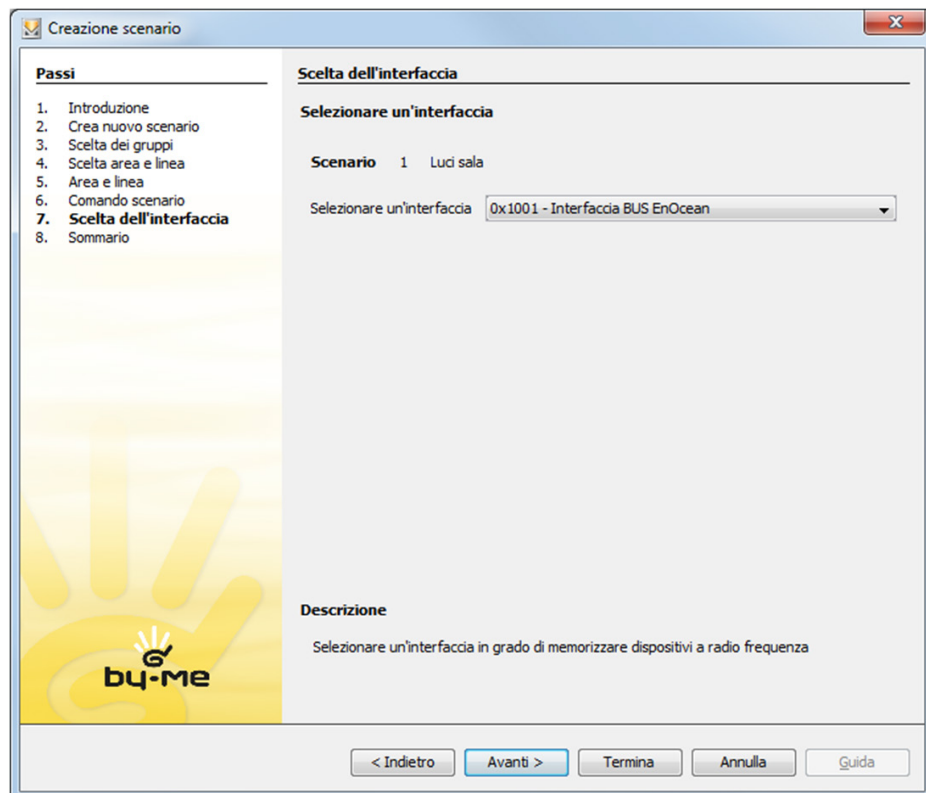 Creazione scenario
Passi
1. Introduzione
2. Crea nuovo scenario
3. Scelta dei gruppi
4. Scelta area e linea
5. Area e linea
6. Comando scenario
7. Scelta dell'interfaccia
8. Sommario
by-me
Scelta dell'interfaccia
Selezionare un'interfaccia
Scenario 1 Luci sala
Selezionare un'interfaccia 0x1001 - Interfaccia BUS EnOcean
Descrizione
Selezionare un'interfaccia in grado di memorizzare dispositivi a radio frequenza
< Indietro Avanti > Termina Annulla Guida